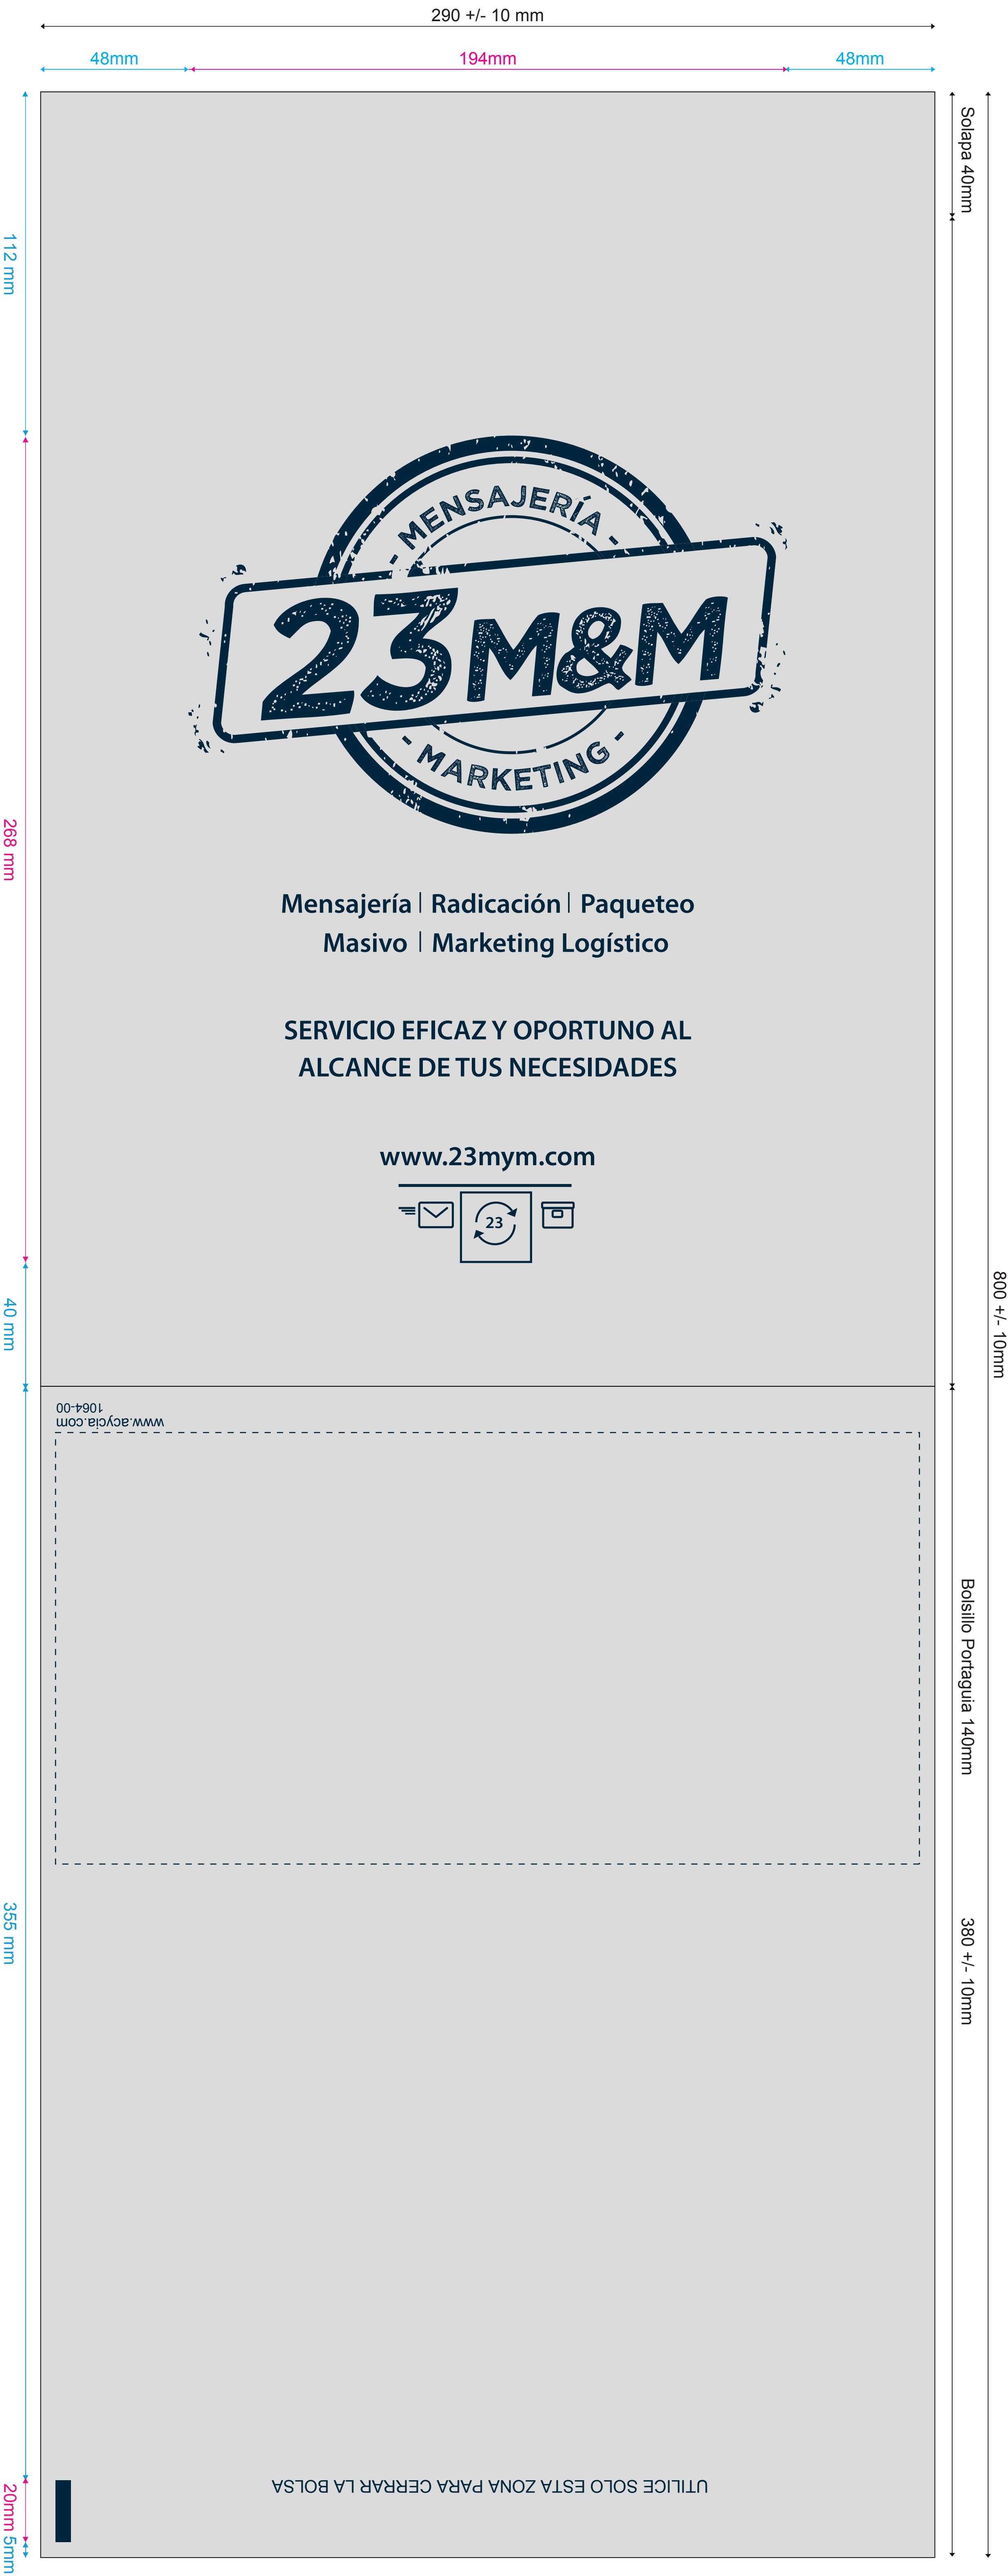 290 +/- 10 mm
48mm
194mm
48mm
Solapa 40mm
112 mm
- MENSAJERÍA -
23 M&M
- MARKETING -
268 mm
Mensajería | Radicación | Paqueteo
Masivo | Marketing Logístico
SERVICIO EFICAZ Y OPORTUNO AL
ALCANCE DE TUS NECESIDADES
www.23mym.com
23
40 mm
800 +/- 10mm
www.acycia.com
1064-00
Bolsillo Portaguia 140mm
355 mm
380 +/- 10mm
UTILICE SOLO ESTA ZONA PARA CERRAR LA BOLSA
20mm
5mm